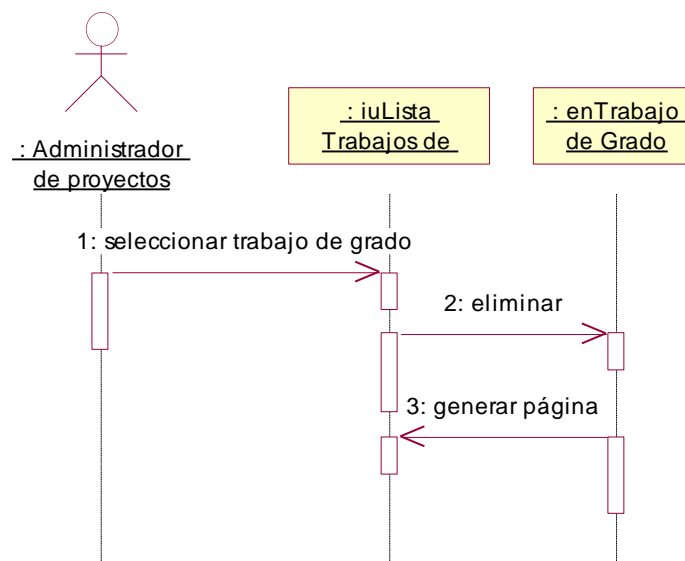 : Administrador
de proyectos
: iuLista
Trabajos de
: enTrabajo
de Grado
1: seleccionar trabajo de grado
2: eliminar
3: generar página